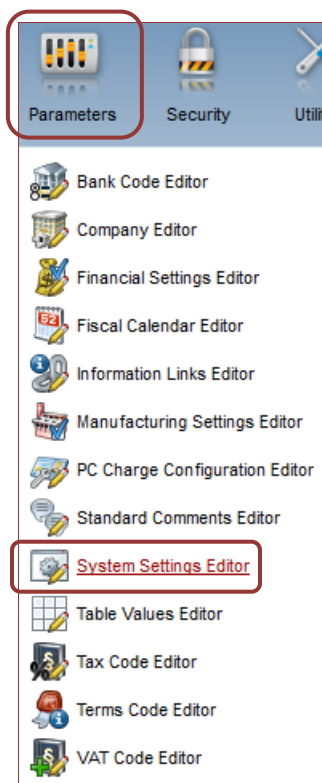 Parameters Security Utili
Bank Code Editor
Company Editor
Financial Settings Editor
52
Fiscal Calendar Editor
Information Links Editor
Manufacturing Settings Editor
PC Charge Configuration Editor
Standard Comments Editor
System Settings Editor
Table Values Editor
Tax Code Editor
Terms Code Editor
VAT Code Editor